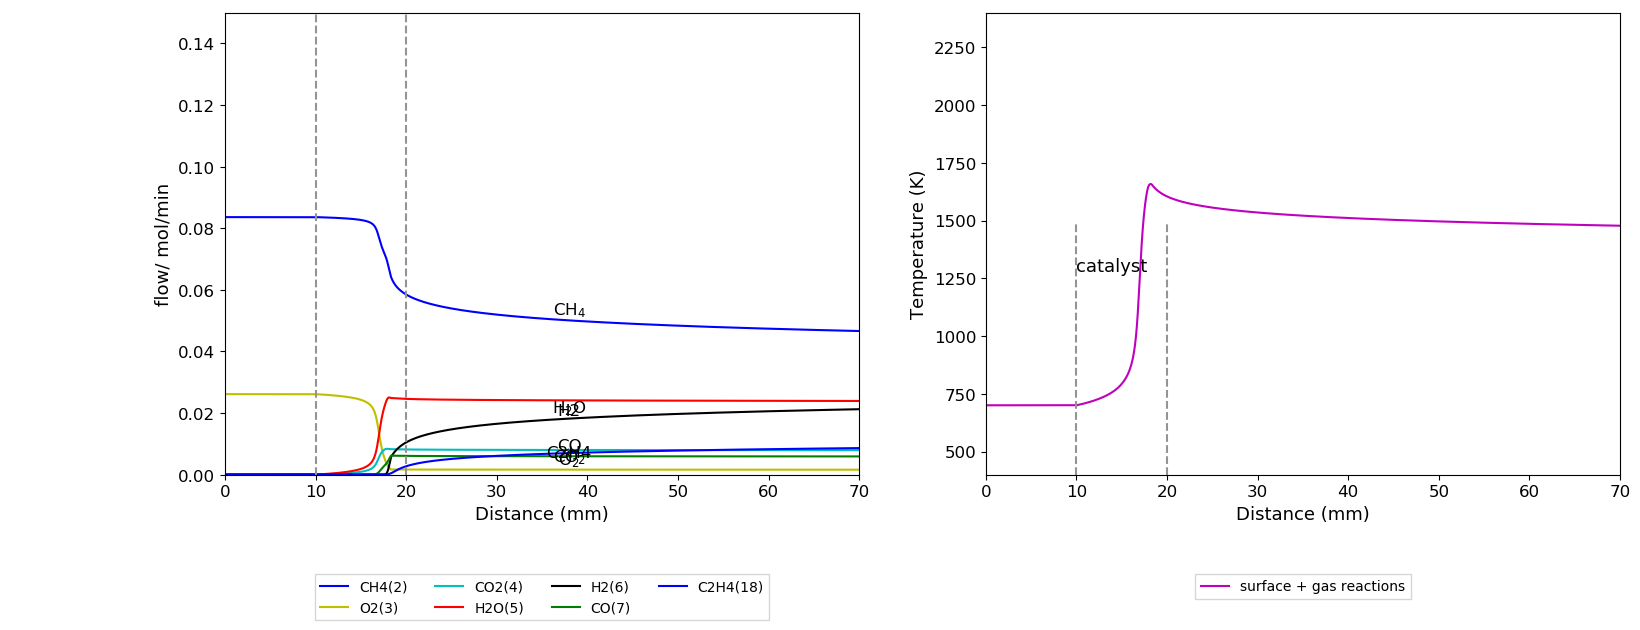 0.14
0.12
0.10
0.08
0.06
0.04
0.02
0.00
flow/ mol/min
CH₄
H₂O
H2
CO
C2H4
O₂
0 10 20 30 40 50 60 70
Distance (mm)
CH4(2) CO2(4) H2(6) C2H4(18)
O2(3) H2O(5) CO(7)
2250
2000
1750
1500
1250
1000
750
500
Temperature (K)
catalyst
0 10 20 30 40 50 60 70
Distance (mm)
surface + gas reactions